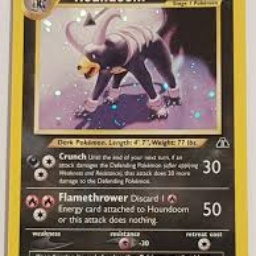 Houndoom
Stage 1 Pokémon
Dark Pokémon. Length: 4' 7", Weight: 77 lbs.
Crunch Until the end of your next turn, if an
attack damages the Defending Pokémon (after applying
Weakness and Resistance), this attack does 20 more
damage to the Defending Pokémon.
30
Flamethrower Discard 1
Energy card attached to Houndoom
or this attack does nothing.
50
weakness
resistance
retreat cost
-30